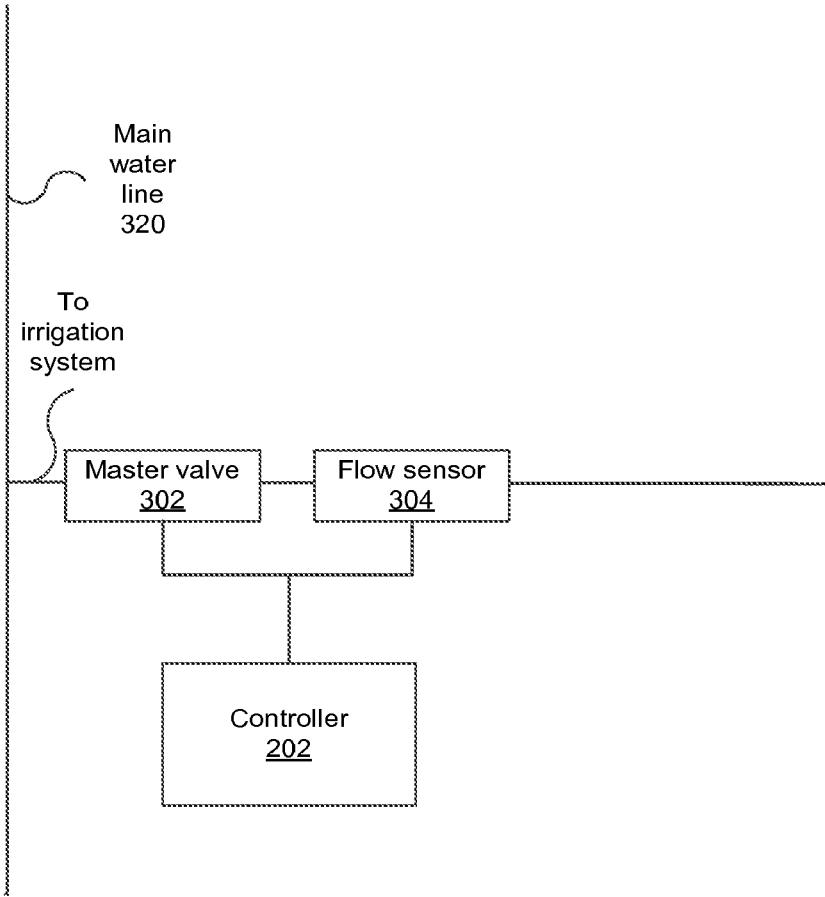 Main
water
line
320
To
irrigation
system
Master valve
302
Flow sensor
304
Controller
202